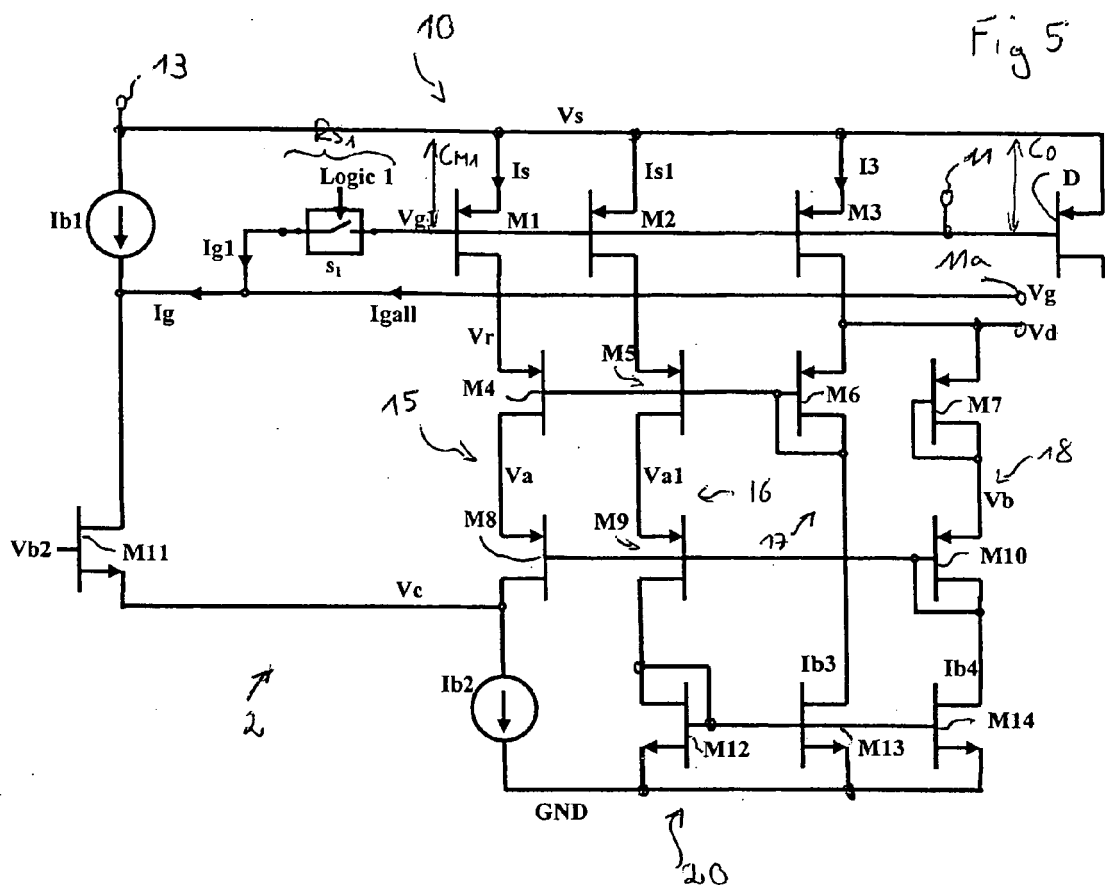 Fig 5
13
10
Vs
Rs1
CM1
CD
Logic 1
Is
Is1
I3
11
D
Ib1
Vg1
M1
M2
M3
Ig1
s1
11a
Vg
Ig
Igall
Vd
Vr
M5
M4
M6
M7
15
18
Va
Va1
16
Vb
M8
M9
17
M10
Vb2
M11
Vc
Ib2
Ib3
Ib4
2
M12
M13
M14
GND
20